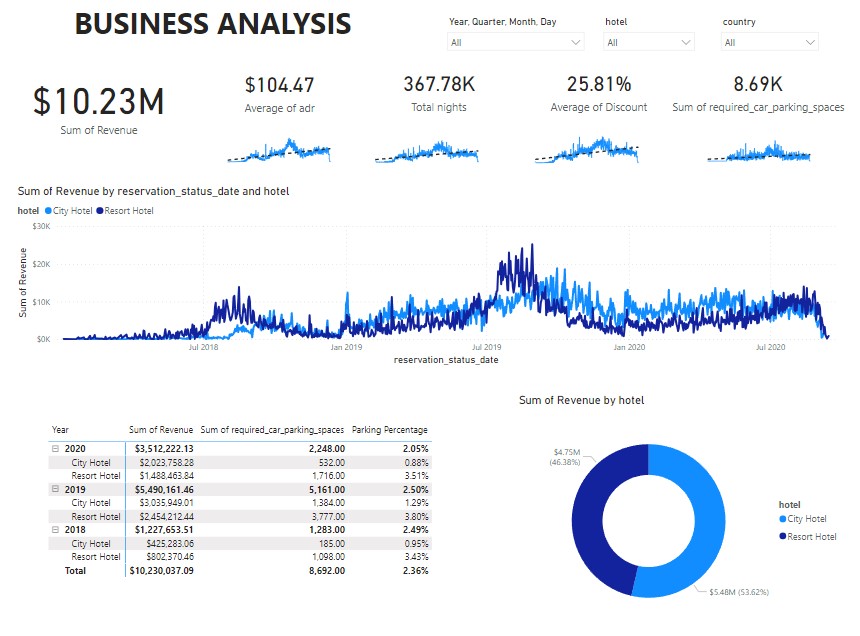 BUSINESS ANALYSIS
Year, Quarter, Month, Day hotel country
All All All
$10.23M
Sum of Revenue
$104.47
Average of adr
367.78K
Total nights
25.81%
Average of Discount
8.69K
Sum of required_car_parking_spaces
Sum of Revenue by reservation_status_date and hotel
hotel City Hotel Resort Hotel
Sum of Revenue
$30K
$20K
$10K
$0K
Jul 2018 Jan 2019 Jul 2019 Jan 2020 Jul 2020
reservation_status_date
Year Sum of Revenue Sum of required_car_parking_spaces Parking Percentage
2020 $3,512,222.13 2,248.00 2.05%
City Hotel $2,023,758.28 532.00 0.88%
Resort Hotel $1,488,463.84 1,716.00 3.51%
2019 $5,490,161.46 5,161.00 2.50%
City Hotel $3,035,949.01 1,384.00 1.29%
Resort Hotel $2,454,212.44 3,777.00 3.80%
2018 $1,227,653.51 1,283.00 2.49%
City Hotel $425,283.06 185.00 0.95%
Resort Hotel $802,370.46 1,098.00 3.43%
Total $10,230,037.09 8,692.00 2.36%
Sum of Revenue by hotel
$4.75M
(46.38%)
$5.48M (53.62%)
hotel
City Hotel
Resort Hotel